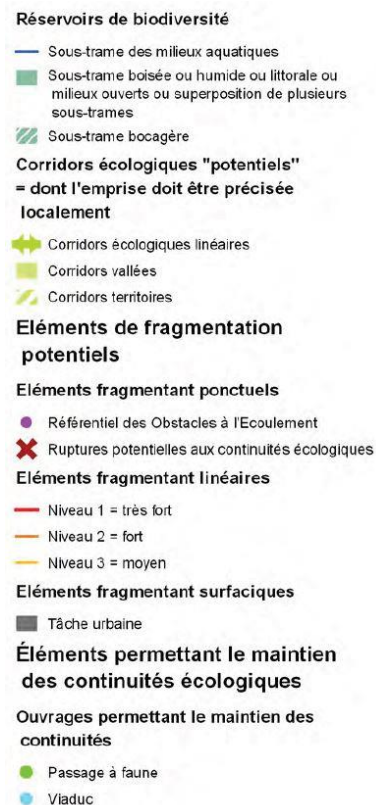 Réservoirs de biodiversité
Sous-trame des milieux aquatiques
Sous-trame boisée ou humide ou littorale ou
milieux ouverts ou superposition de plusieurs
sous-trames
Sous-trame bocagère
Corridors écologiques "potentiels"
= dont l'emprise doit être précisée
localement
Corridors écologiques linéaires
Corridors vallées
Corridors territoires
Eléments de fragmentation
potentiels
Eléments fragmentant ponctuels
Référentiel des Obstacles à l'Ecoulement
Ruptures potentielles aux continuités écologiques
Eléments fragmentant linéaires
Niveau 1 = très fort
Niveau 2 = fort
Niveau 3 = moyen
Eléments fragmentant surfaciques
Tâche urbaine
Éléments permettant le maintien
des continuités écologiques
Ouvrages permettant le maintien des
continuités
Passage à faune
Viaduc